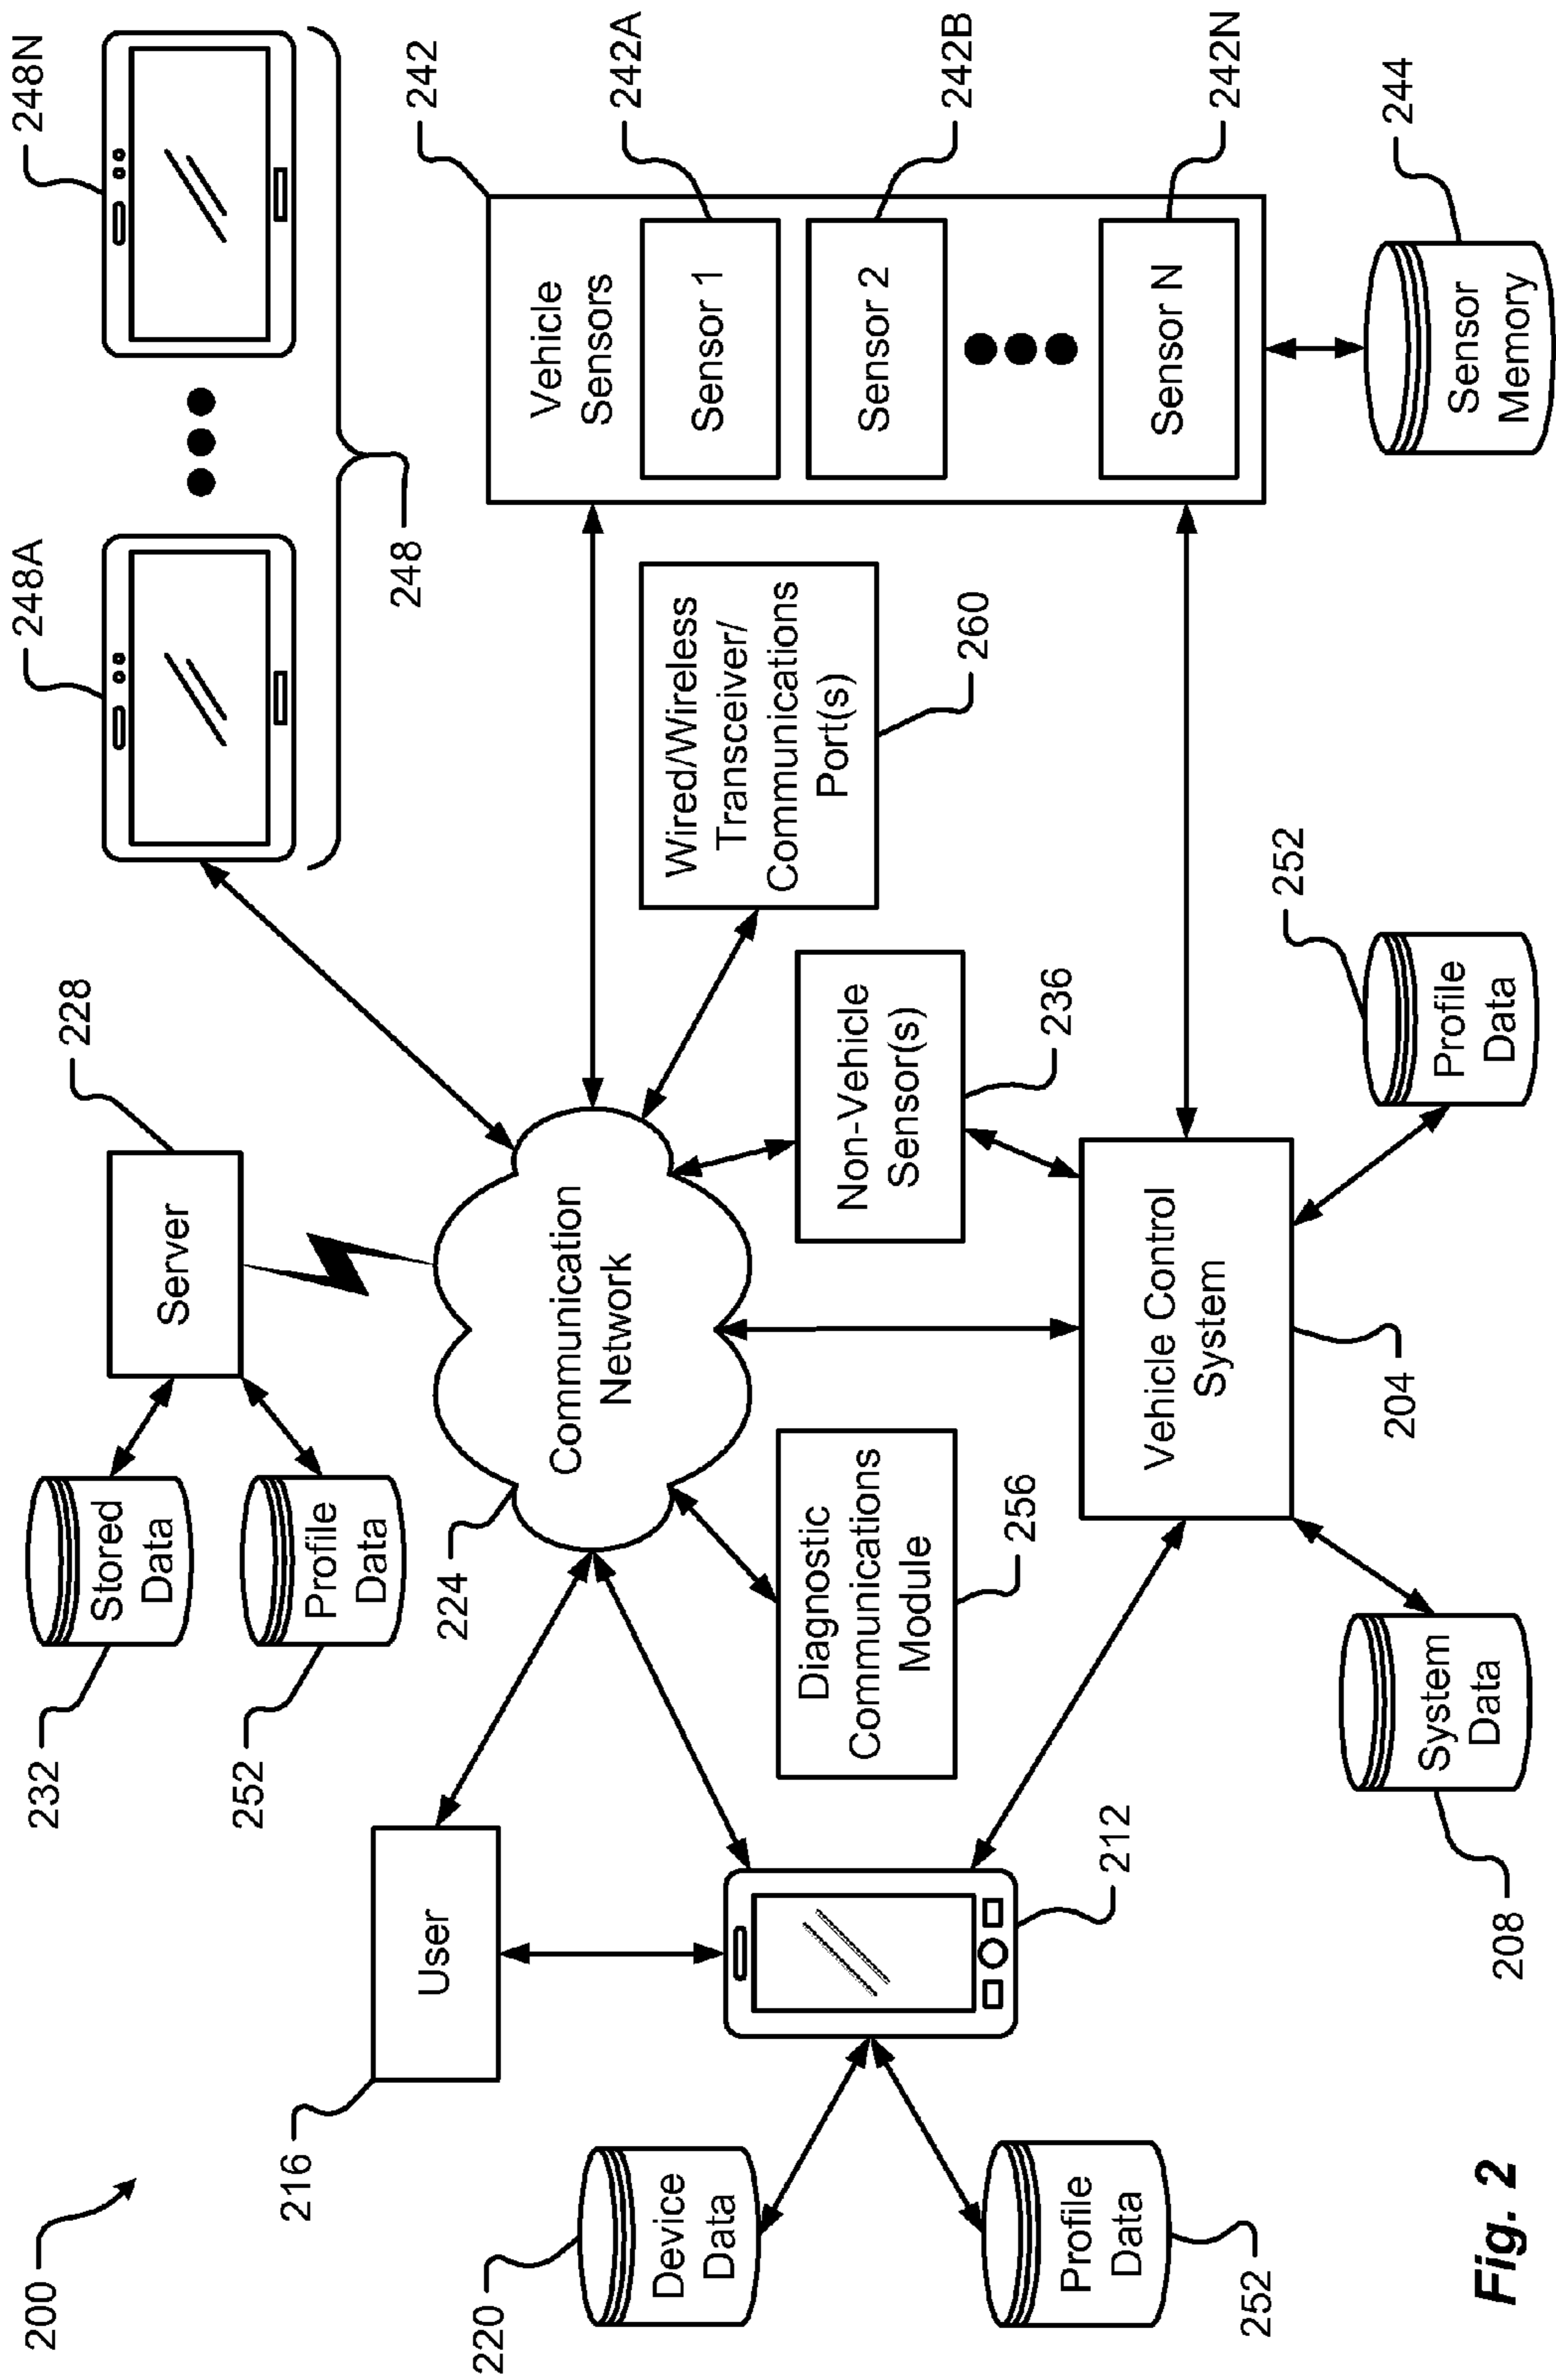 200
232
Stored
Data
252
Profile
Data
Server
228
248A
248N
248
216
User
224
Communication
Network
242
Vehicle
Sensors
Sensor 1
242A
Sensor 2
242B
Sensor N
242N
Wired/Wireless
Transceiver/
Communications
Port(s)
260
220
Device
Data
Diagnostic
Communications
Module
256
Non-Vehicle
Sensor(s)
236
212
Profile
Data
252
Vehicle Control
System
204
System
Data
208
Profile
Data
252
Sensor
Memory
244
Fig. 2